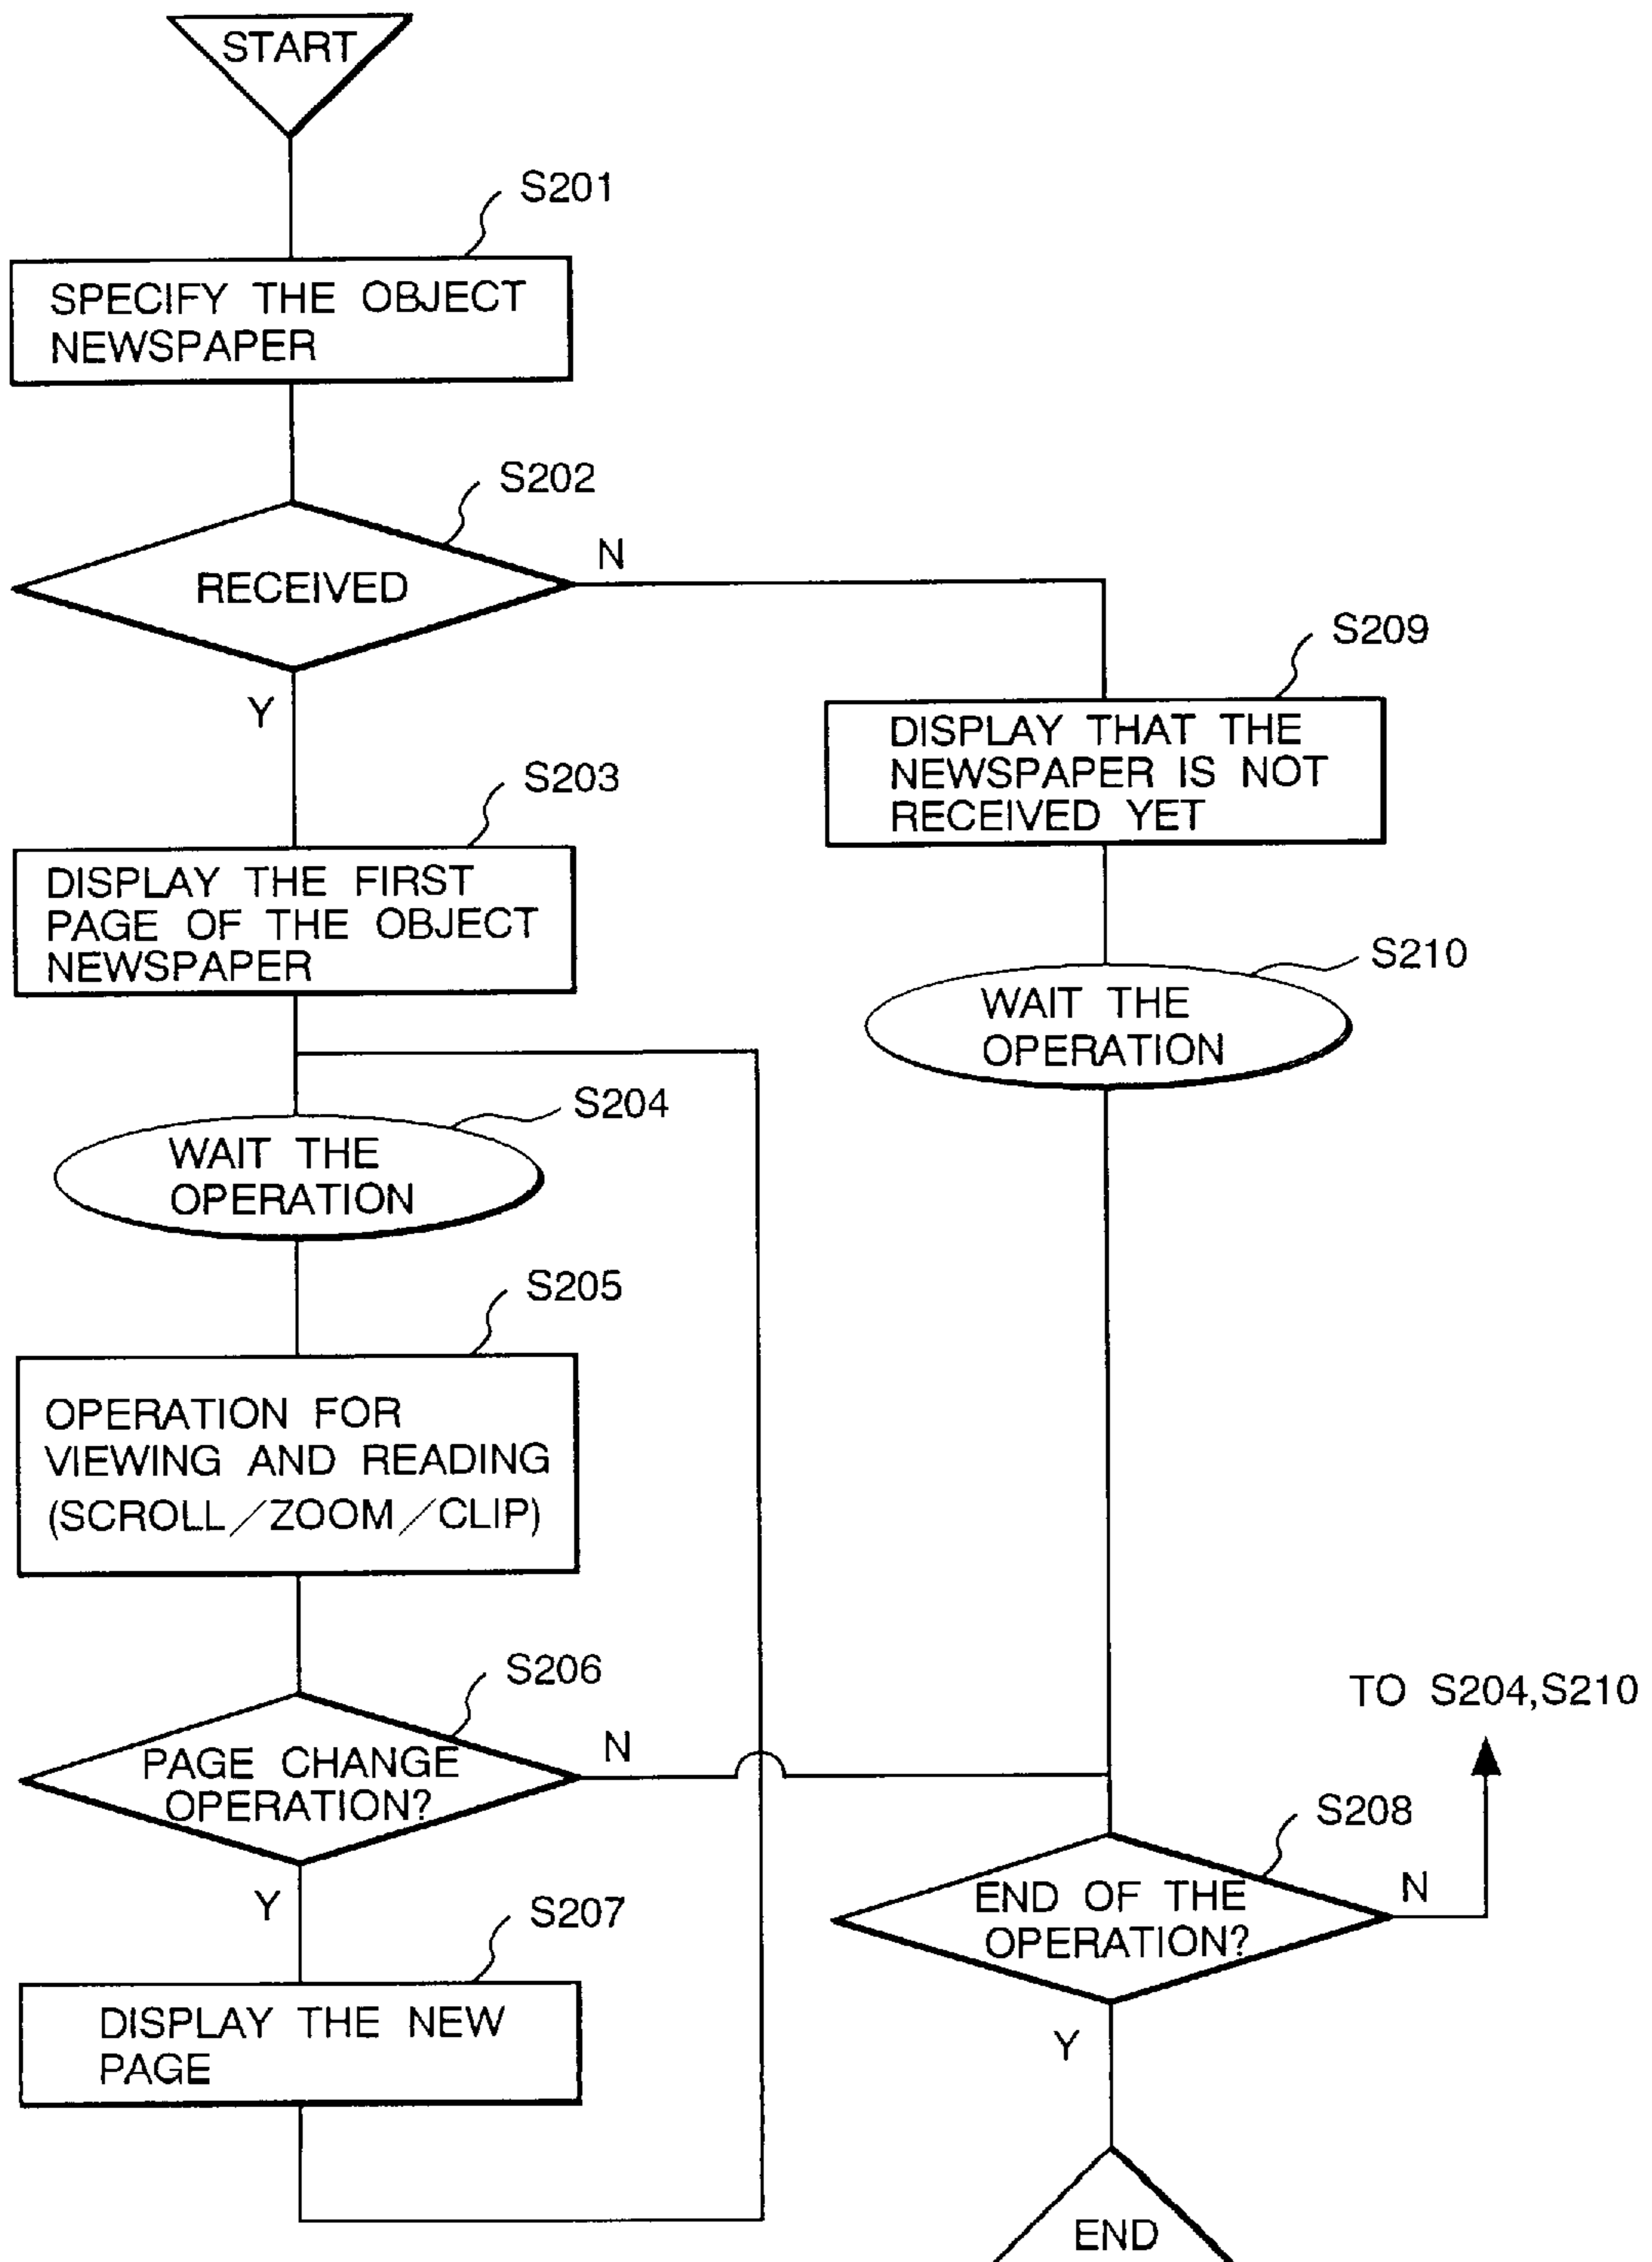 START
S201
SPECIFY THE OBJECT
NEWSPAPER
S202
RECEIVED
N
Y
S209
DISPLAY THAT THE
NEWSPAPER IS NOT
RECEIVED YET
S203
DISPLAY THE FIRST
PAGE OF THE OBJECT
NEWSPAPER
S210
WAIT THE
OPERATION
S204
WAIT THE
OPERATION
S205
OPERATION FOR
VIEWING AND READING
(SCROLL/ZOOM/CLIP)
S206
PAGE CHANGE
OPERATION?
N
Y
TO S204,S210
S208
END OF THE
OPERATION?
N
Y
S207
DISPLAY THE NEW
PAGE
END